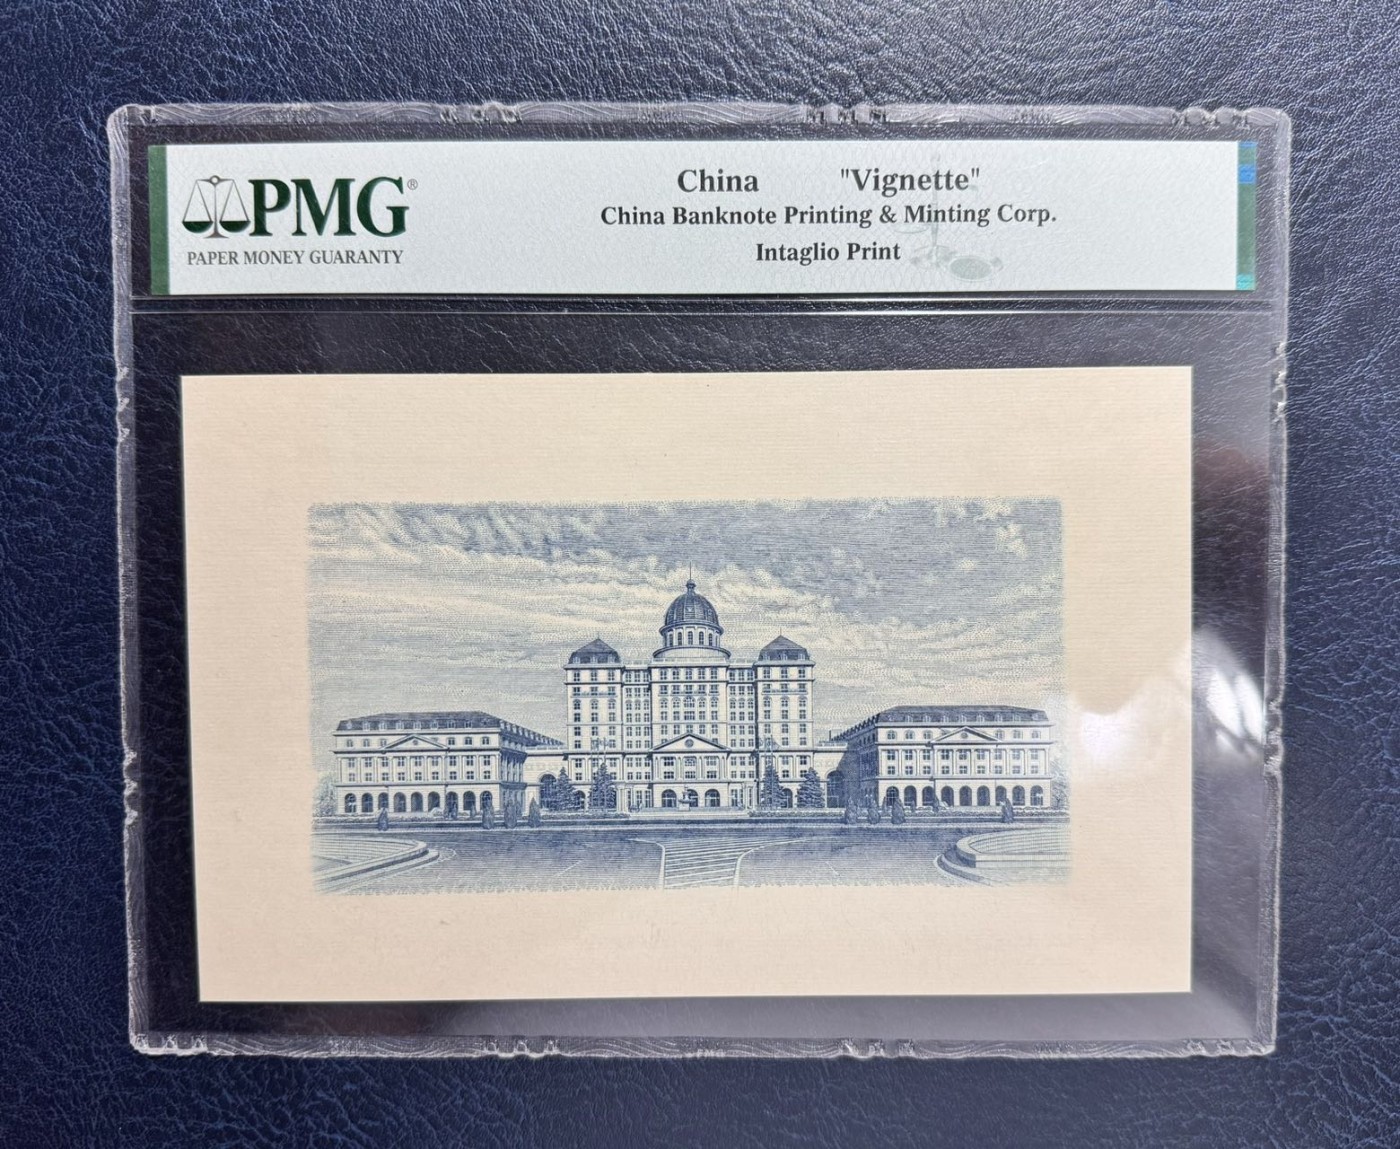 PMG®
PAPER MONEY GUARANTY
China "Vignette"
China Banknote Printing & Minting Corp.
Intaglio Print